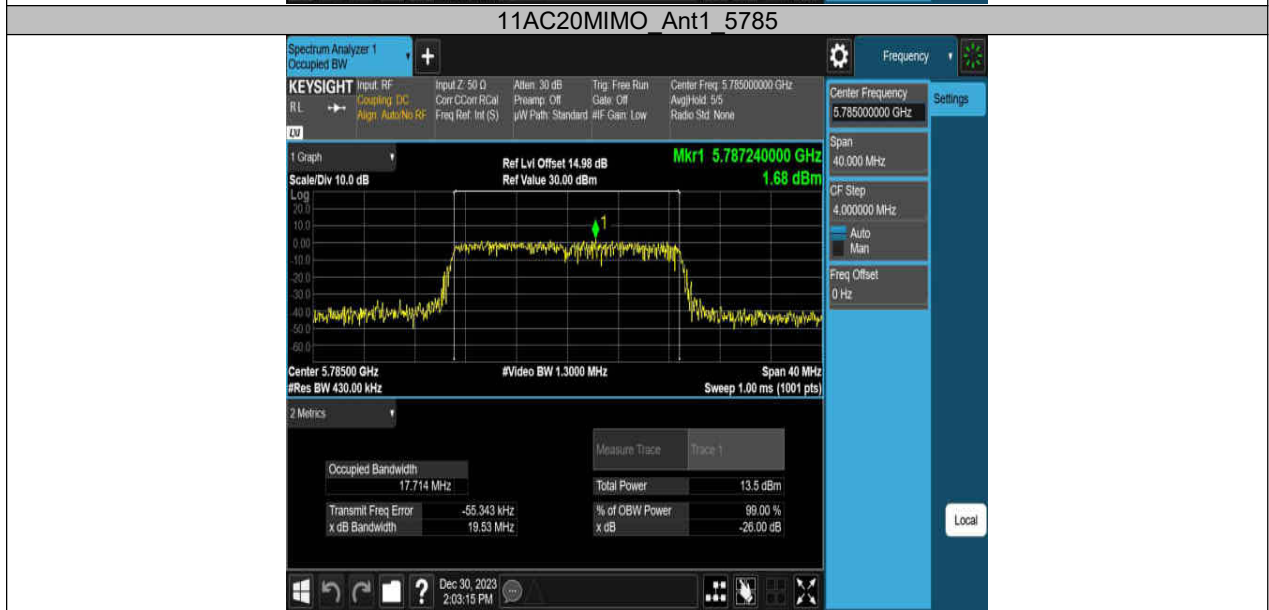 11AC20MIMO_Ant1_5785
Spectrum Analyzer 1
Occupied BW
+
Frequency
KEYSIGHT
RL
LXI
Input: RF
Coupling: DC
Align: Auto/No RF
Input Z: 50 Ω
Corr CCorr RCal
Freq Ref: Int (S)
Atten: 30 dB
Preamp: Off
µW Path: Standard
Trig: Free Run
Gate: Off
#IF Gain: Low
Center Freq: 5.785000000 GHz
Avg|Hold: 5/5
Radio Std: None
Center Frequency
5.785000000 GHz
Settings
Span
40.000 MHz
CF Step
4.000000 MHz
Auto
Man
Freq Offset
0 Hz
1 Graph
Scale/Div 10.0 dB
Ref Lvl Offset 14.98 dB
Ref Value 30.00 dBm
Mkr1 5.787240000 GHz
1.68 dBm
Log
20.0
10.0
0.00
-10.0
-20.0
-30.0
-40.0
-50.0
-60.0
1
Center 5.78500 GHz
#Res BW 430.00 kHz
#Video BW 1.3000 MHz
Span 40 MHz
Sweep 1.00 ms (1001 pts)
2 Metrics
Measure Trace
Trace 1
Occupied Bandwidth
17.714 MHz
Total Power 13.5 dBm
Transmit Freq Error -55.343 kHz
% of OBW Power 99.00 %
x dB Bandwidth 19.53 MHz
x dB -26.00 dB
Local
?
Dec 30, 2023
2:03:15 PM